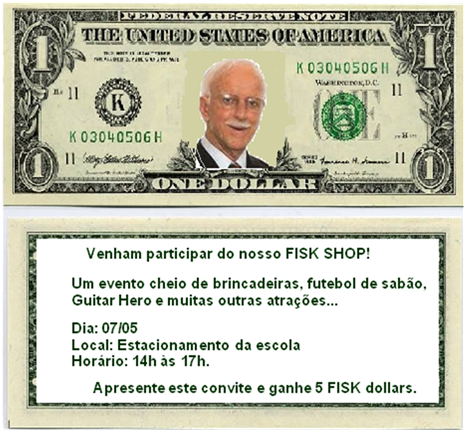 FEDERAL RESERVE NOTE
THE UNITED STATES OF AMERICA
K 03040506 H
WASHINGTON, D.C.
11
11
K
K 03040506 H
11
11
ONE DOLLAR
1
1
1
1
Venham participar do nosso FISK SHOP!
Um evento cheio de brincadeiras, futebol de sabão,
Guitar Hero e muitas outras atrações...
Dia: 07/05
Local: Estacionamento da escola
Horário: 14h às 17h.
Apresente este convite e ganhe 5 FISK dollars.